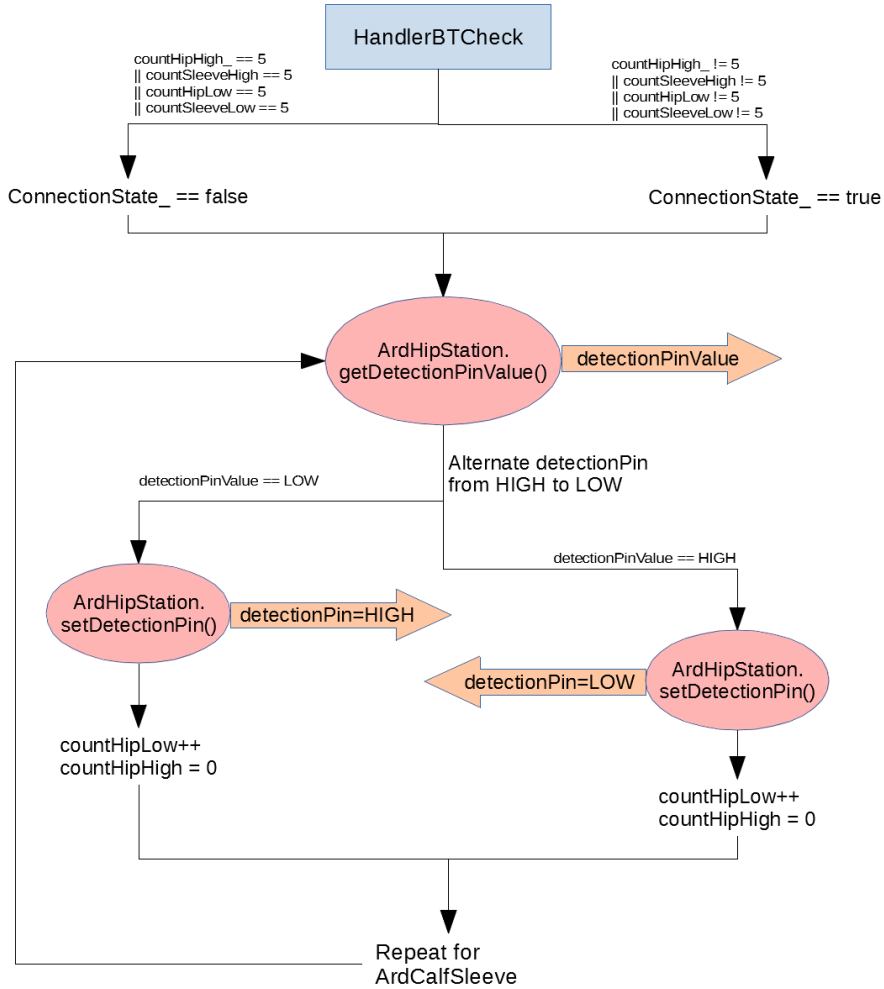 HandlerBTCheck
countHipHigh_ == 5
|| countSleeveHigh == 5
|| countHipLow == 5
|| countSleeveLow == 5
countHipHigh_ != 5
|| countSleeveHigh != 5
|| countHipLow != 5
|| countSleeveLow != 5
ConnectionState_ == false
ConnectionState_ == true
ArdHipStation.
getDetectionPinValue()
detectionPinValue
Alternate detectionPin
from HIGH to LOW
detectionPinValue == LOW
detectionPinValue == HIGH
ArdHipStation.
setDetectionPin()
detectionPin=HIGH
detectionPin=LOW
ArdHipStation.
setDetectionPin()
countHipLow++
countHipHigh = 0
countHipLow++
countHipHigh = 0
Repeat for
ArdCalfSleeve